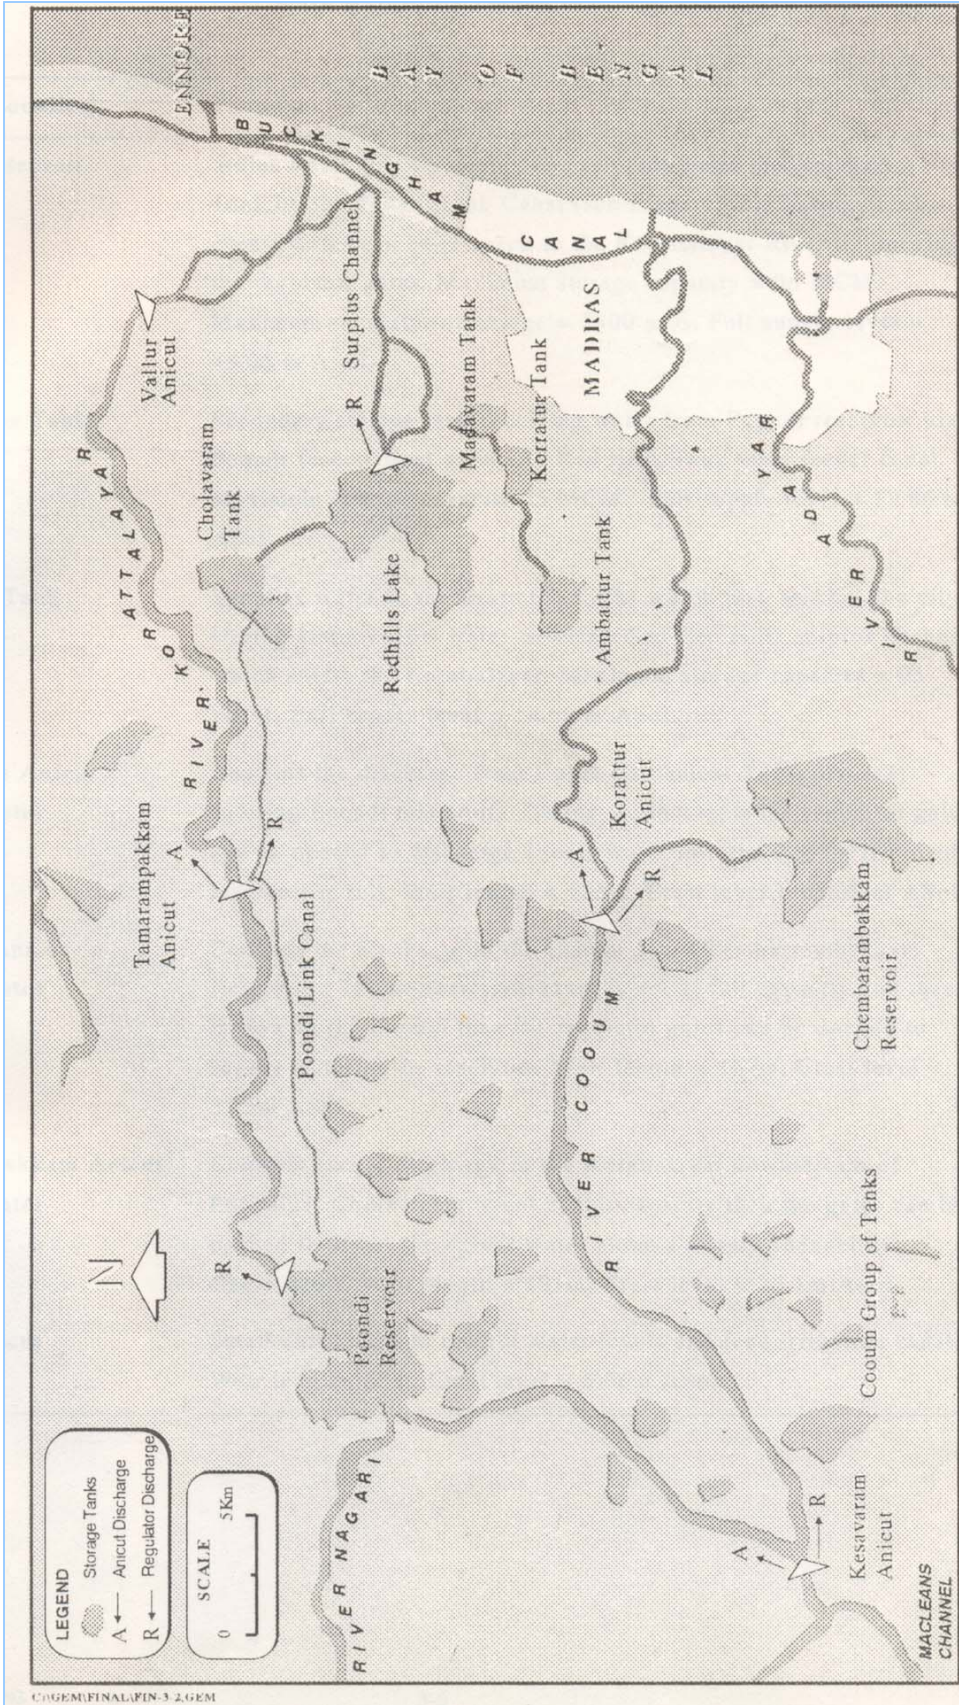 ENNORE
BAY OF BENGAL
BUCKINGHAM CANAL
Vallur
Anicut
Surplus Channel
R
Madavaram Tank
Korratur Tank
MADRAS
RIVER KORATTALAYAR
Cholavaram
Tank
Redhills Lake
Ambattur Tank
RIVER ADAYAR
Tamarampakkam
Anicut
A
R
Poondi Link Canal
Korattur
Anicut
A
R
Chembarambakkam
Reservoir
RIVER COOUM
N
R
Poondi
Reservoir
Cooum Group of Tanks
RIVER NAGARI
A
R
Kesavaram
Anicut
MACLEANS
CHANNEL
LEGEND
Storage Tanks
A Anicut Discharge
R Regulator Discharge
SCALE
0 5Km
C:\GEM\FINAL\FIN-3-2.GEM